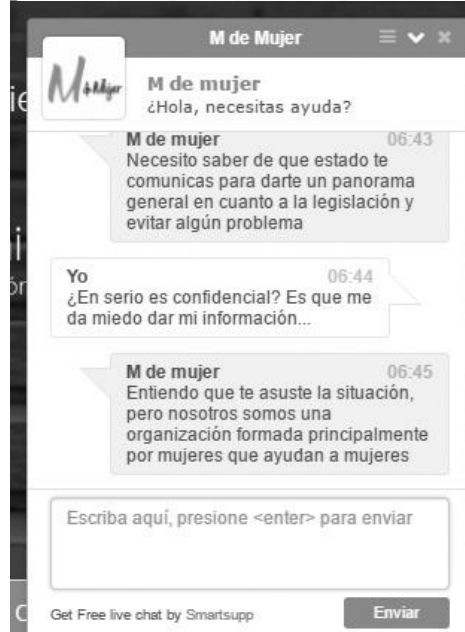 M de Mujer
M de Mujer
M de mujer
¿Hola, necesitas ayuda?
M de mujer 06:43
Necesito saber de que estado te
comunicas para darte un panorama
general en cuanto a la legislación y
evitar algún problema
Yo 06:44
¿En serio es confidencial? Es que me
da miedo dar mi información...
M de mujer 06:45
Entiendo que te asuste la situación,
pero nosotros somos una
organización formada principalmente
por mujeres que ayudan a mujeres
Escriba aquí, presione <enter> para enviar
Get Free live chat by Smartsupp
Enviar